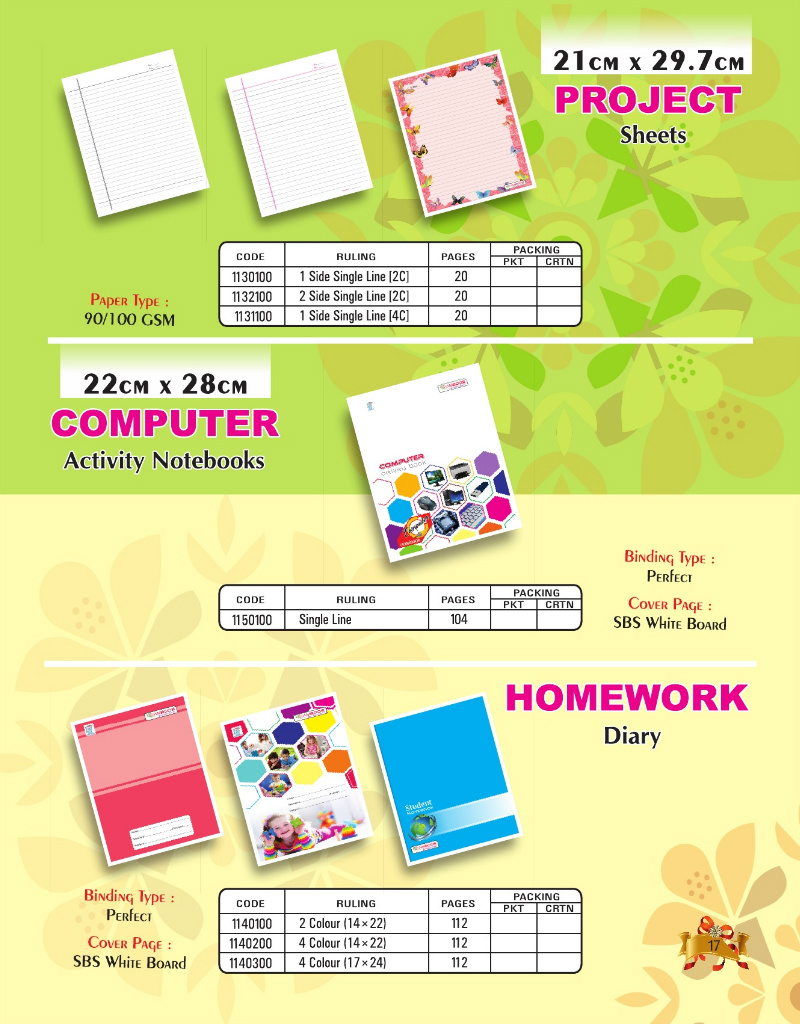 21cm x 29.7cm
PROJECT
Sheets
CODE RULING PAGES PACKING
PKT CRTN
1130100 1 Side Single Line [2C] 20
1132100 2 Side Single Line [2C] 20
1131100 1 Side Single Line [4C] 20
Paper Type :
90/100 GSM
22cm x 28cm
COMPUTER
Activity Notebooks
COMPUTER
CODE RULING PAGES PACKING
PKT CRTN
1150100 Single Line 104
Binding Type :
Perfect
Cover Page :
SBS White Board
HOMEWORK
Diary
Student
CODE RULING PAGES PACKING
PKT CRTN
1140100 2 Colour (14×22) 112
1140200 4 Colour (14×22) 112
1140300 4 Colour (17×24) 112
Binding Type :
Perfect
Cover Page :
SBS White Board
17